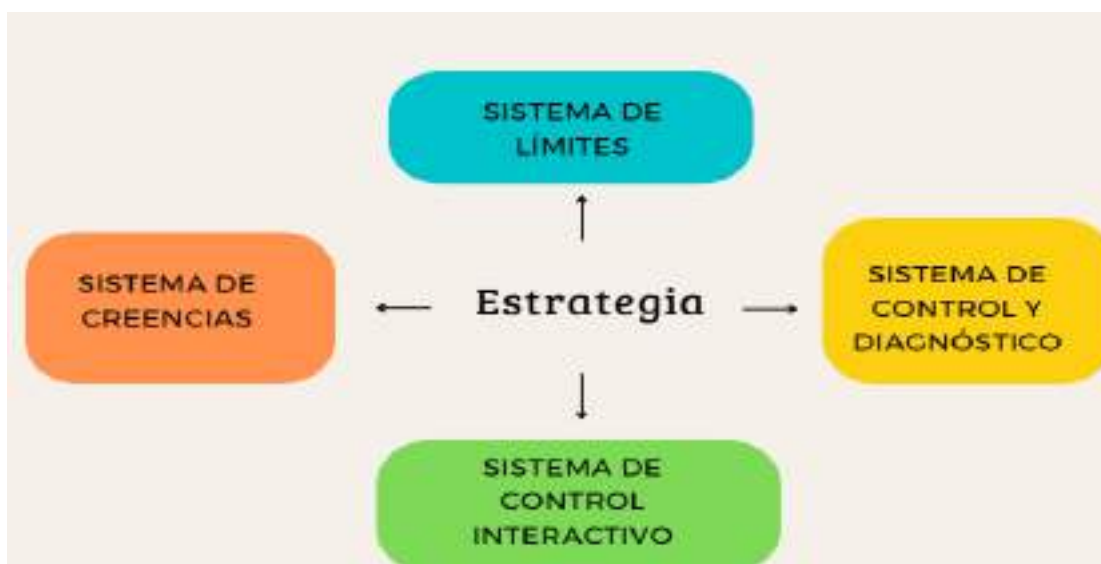 SISTEMA DE
LÍMITES
SISTEMA DE
CREENCIAS
Estrategia
SISTEMA DE
CONTROL Y
DIAGNÓSTICO
SISTEMA DE
CONTROL
INTERACTIVO